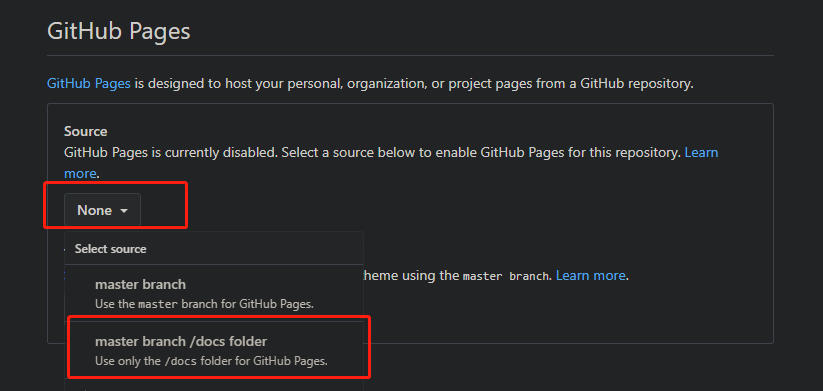 GitHub Pages
GitHub Pages is designed to host your personal, organization, or project pages from a GitHub repository.
Source
GitHub Pages is currently disabled. Select a source below to enable GitHub Pages for this repository. Learn
more.
None
Select source
heme using the master branch. Learn more.
master branch
Use the master branch for GitHub Pages.
master branch /docs folder
Use only the /docs folder for GitHub Pages.